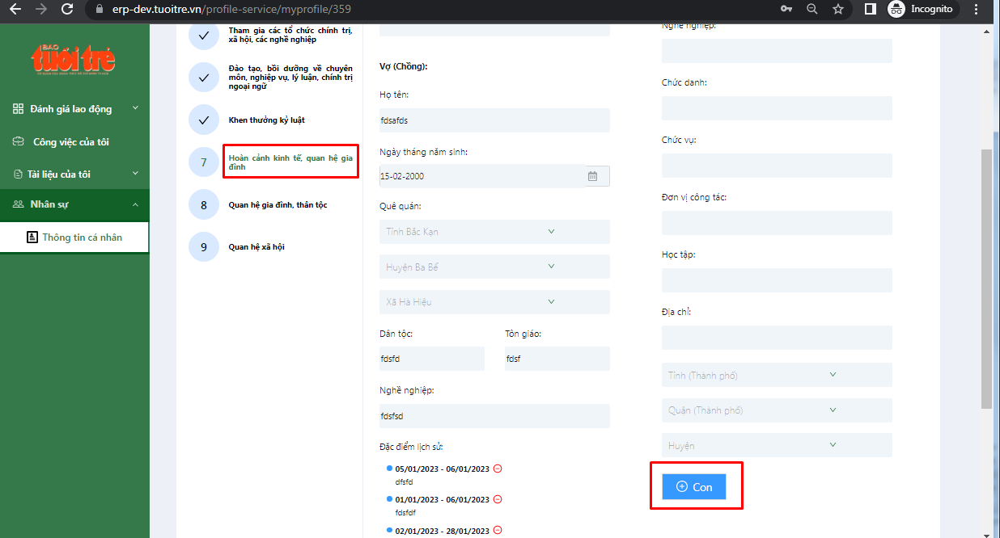 erp-dev.tuoitre.vn/profile-service/myprofile/359
Incognito
BÁO
tuổi trẻ
Đánh giá lao động
Công việc của tôi
Tài liệu của tôi
Nhân sự
Thông tin cá nhân
Tham gia các tổ chức chính trị,
xã hội, các nghề nghiệp
Đào tạo, bồi dưỡng về chuyên
môn, nghiệp vụ, lý luận, chính trị
ngoại ngữ
Khen thưởng kỷ luật
7
Hoàn cảnh kinh tế, quan hệ gia
đình
8
Quan hệ gia đình, thân tộc
9
Quan hệ xã hội
Vợ (Chồng):
Họ tên:
fdsafds
Ngày tháng năm sinh:
15-02-2000
Quê quán:
Tỉnh Bắc Kạn
Huyện Ba Bể
Xã Hà Hiệu
Dân tộc:
Tôn giáo:
fdsfd
fdsf
Nghề nghiệp:
fdsfsd
Đặc điểm lịch sử:
05/01/2023 - 06/01/2023
dfsfd
01/01/2023 - 06/01/2023
fdsfdf
02/01/2023 - 28/01/2023
Nghề nghiệp:
Chức danh:
Chức vụ:
Đơn vị công tác:
Học tập:
Địa chỉ:
Tỉnh (Thành phố)
Quận (Thành phố)
Huyện
Con